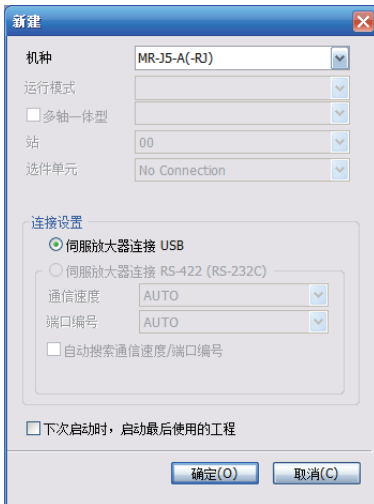 新建
机种 MR-J5-A(-RJ)
运行模式
多轴一体型
站 00
选件单元 No Connection
连接设置
伺服放大器连接 USB
伺服放大器连接 RS-422 (RS-232C)
通信速度 AUTO
端口编号 AUTO
自动搜索通信速度/端口编号
下次启动时，启动最后使用的工程
确定(O) 取消(C)